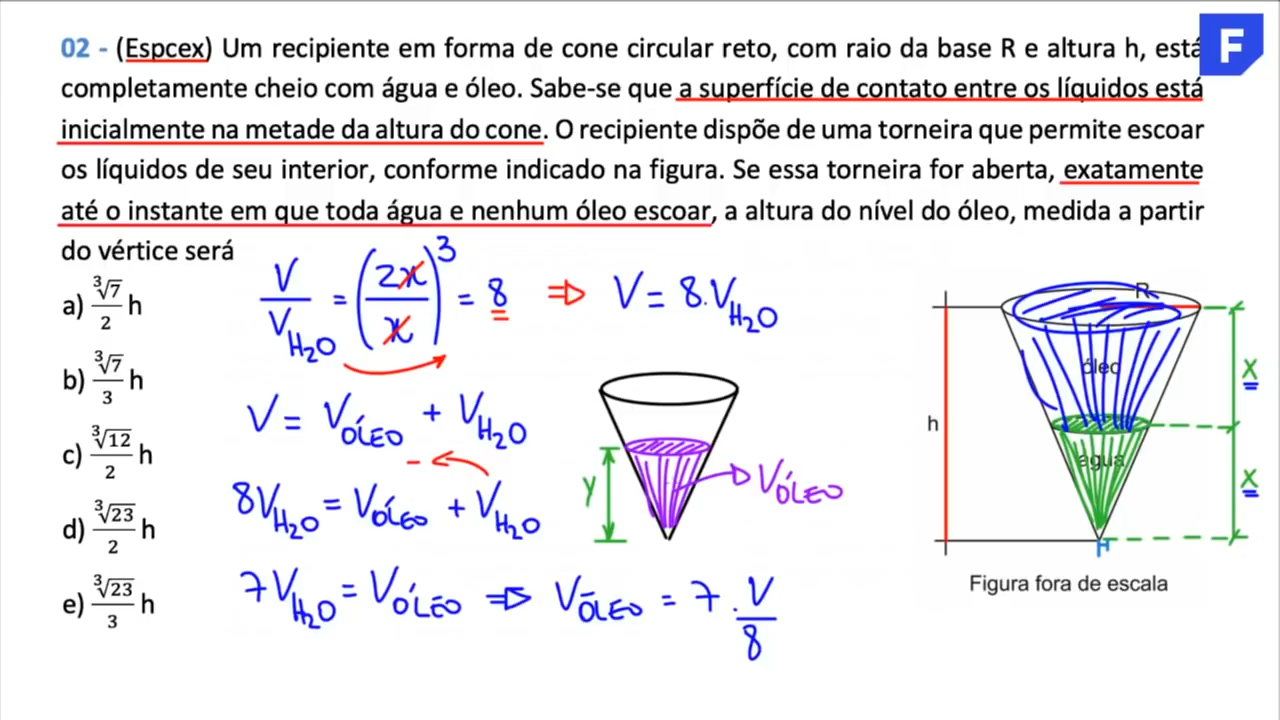 02 - (Espcex) Um recipiente em forma de cone circular reto, com raio da base R e altura h, está
completamente cheio com água e óleo. Sabe-se que a superfície de contato entre os líquidos está
inicialmente na metade da altura do cone. O recipiente dispõe de uma torneira que permite escoar
os líquidos de seu interior, conforme indicado na figura. Se essa torneira for aberta, exatamente
até o instante em que toda água e nenhum óleo escoar, a altura do nível do óleo, medida a partir
do vértice será
F
a) ∛7/2 h
b) ∛7/3 h
c) ∛12/2 h
d) ∛23/2 h
e) ∛23/3 h
V/V_H₂O = (2x/x)³ = 8 ⇒ V = 8.V_H₂O
V = V_ÓLEO + V_H₂O
8V_H₂O = V_ÓLEO + V_H₂O
-
7V_H₂O = V_ÓLEO ⇒ V_ÓLEO = 7 . V/8
y
V_ÓLEO
R
óleo
x
h
água
x
Figura fora de escala